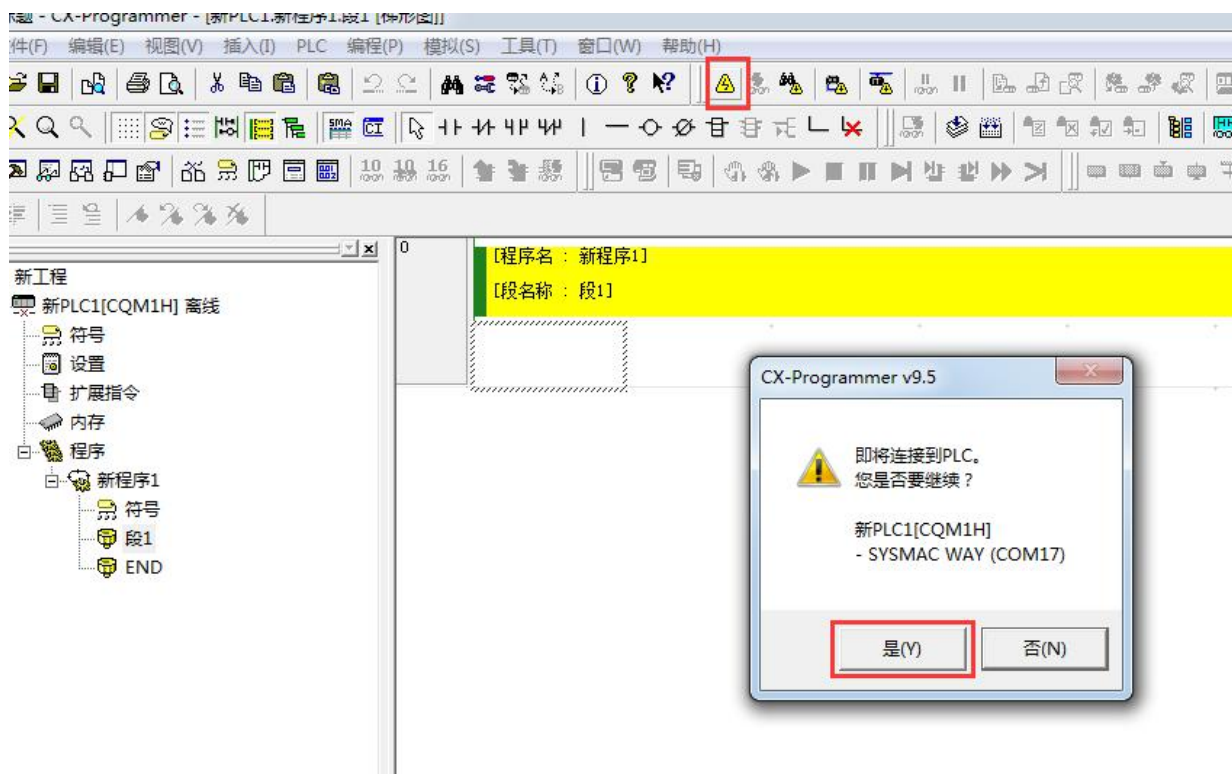 CX-Programmer - [新PLC1.新程序1.段1 [梯形图]]
(F) 编辑(E) 视图(V) 插入(I) PLC 编程(P) 模拟(S) 工具(T) 窗口(W) 帮助(H)
SMA
CI
10 10 16
0
[程序名 : 新程序1]
[段名称 : 段1]
新工程
新PLC1[CQM1H] 离线
符号
设置
扩展指令
内存
程序
新程序1
符号
段1
END
CX-Programmer v9.5
即将连接到PLC。
您是否要继续？
新PLC1[CQM1H]
- SYSMAC WAY (COM17)
是(Y)
否(N)